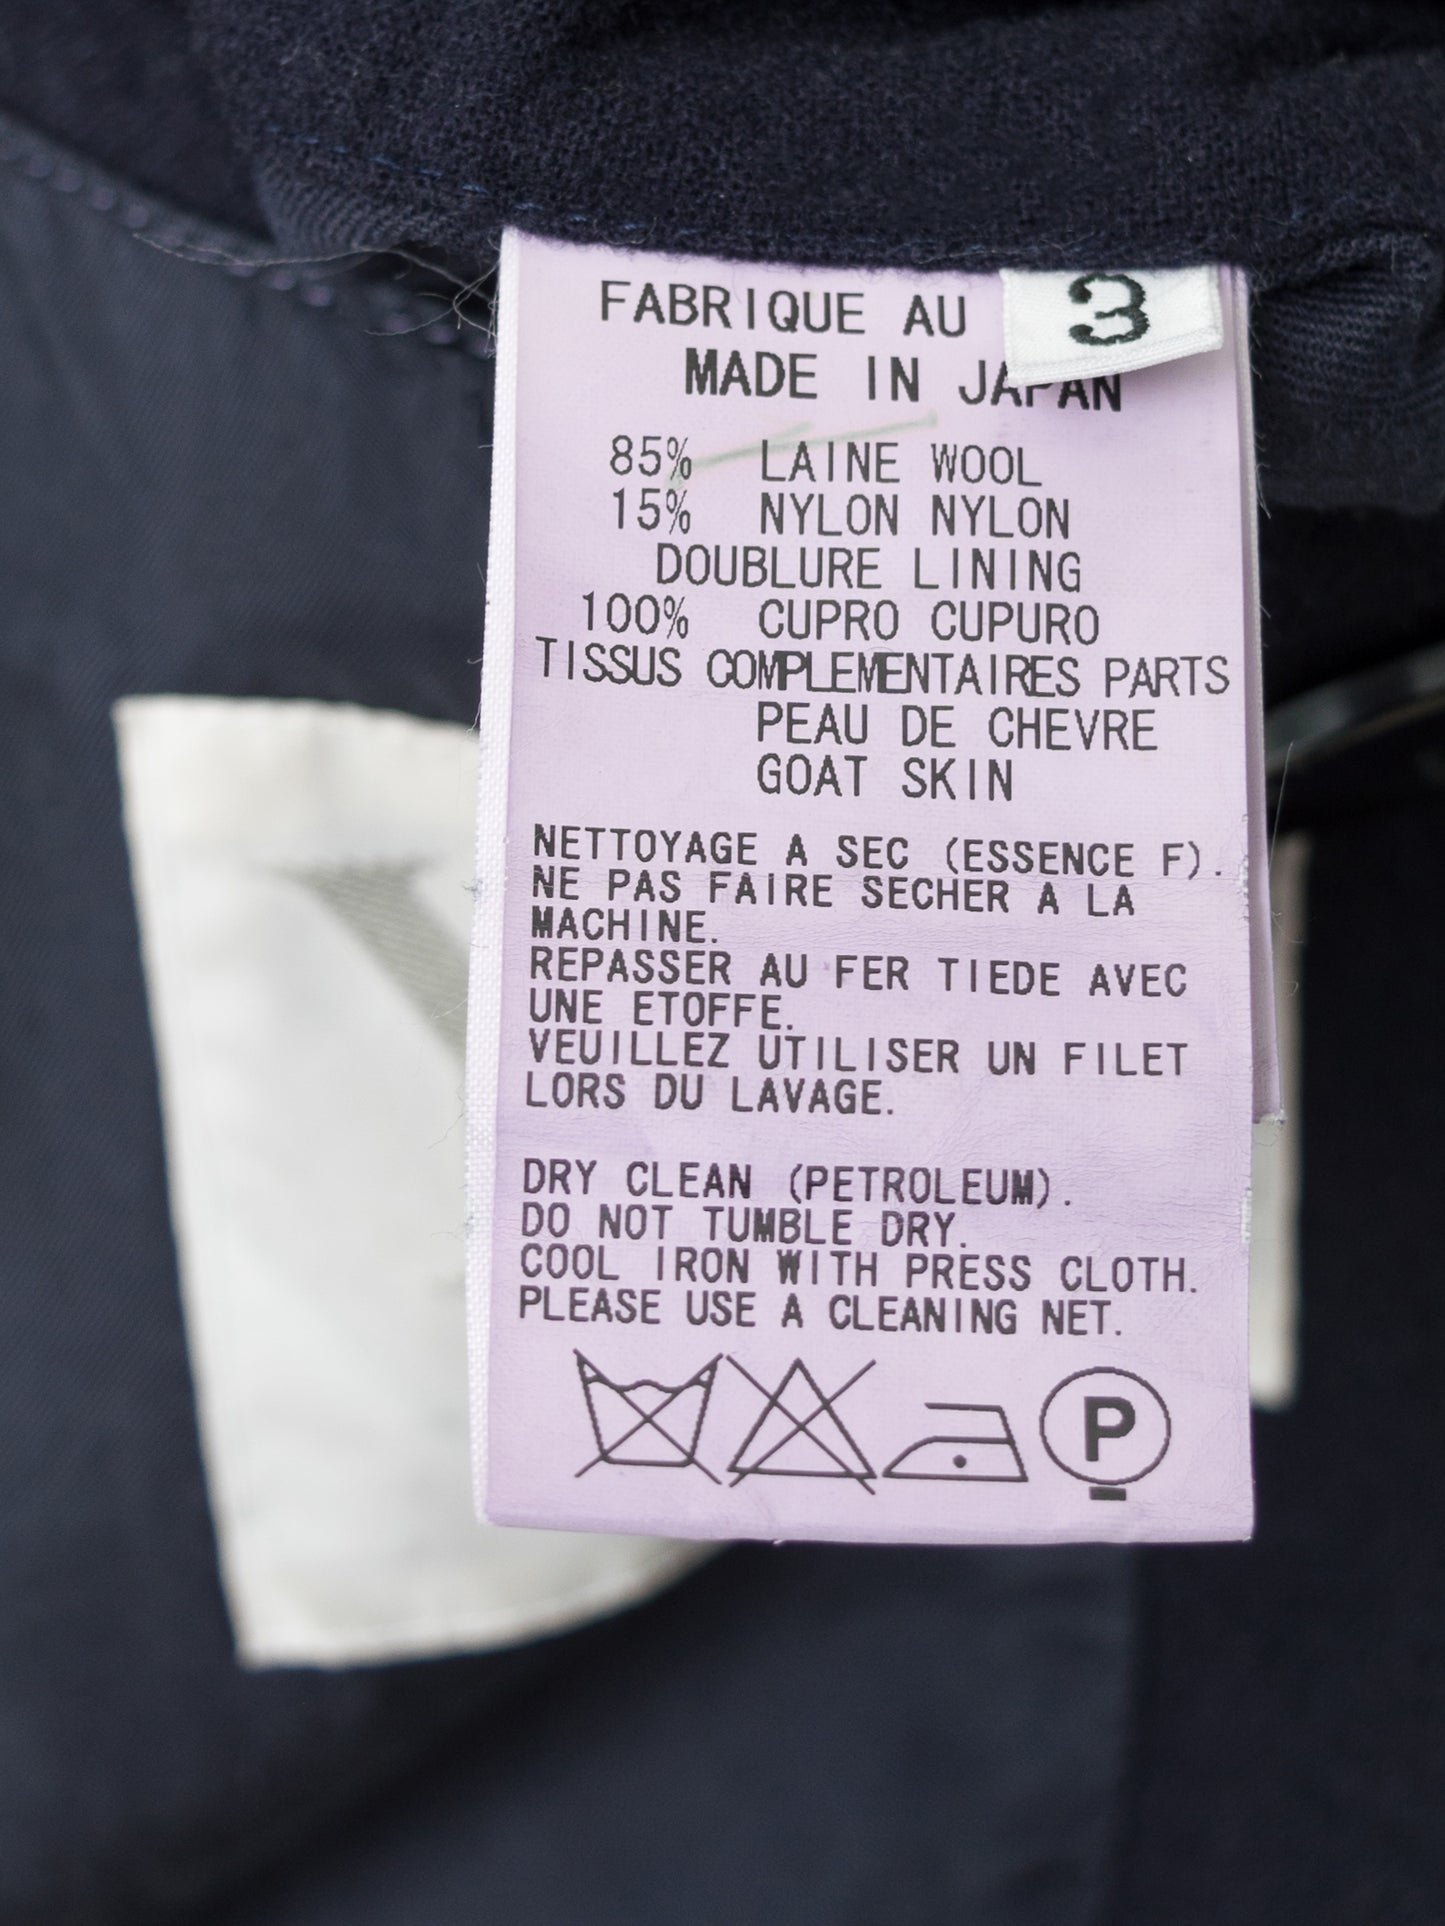 FABRIQUE AU
3
MADE IN JAPAN
85% LAINE WOOL
15% NYLON NYLON
DOUBLURE LINING
100% CUPRO CUPURO
TISSUS COMPLEMENTAIRES PARTS
PEAU DE CHEVRE
GOAT SKIN
NETTOYAGE A SEC (ESSENCE F).
NE PAS FAIRE SECHER A LA
MACHINE.
REPASSER AU FER TIEDE AVEC
UNE ETOFFE.
VEUILLEZ UTILISER UN FILET
LORS DU LAVAGE.
DRY CLEAN (PETROLEUM).
DO NOT TUMBLE DRY.
COOL IRON WITH PRESS CLOTH.
PLEASE USE A CLEANING NET.
P